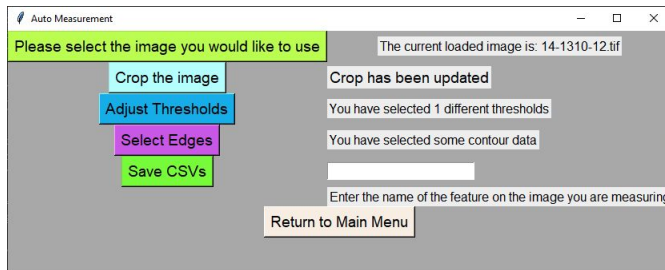 Auto Measurement
Please select the image you would like to use
The current loaded image is: 14-1310-12.tif
Crop the image
Crop has been updated
Adjust Thresholds
You have selected 1 different thresholds
Select Edges
You have selected some contour data
Save CSVs
Enter the name of the feature on the image you are measuring
Return to Main Menu